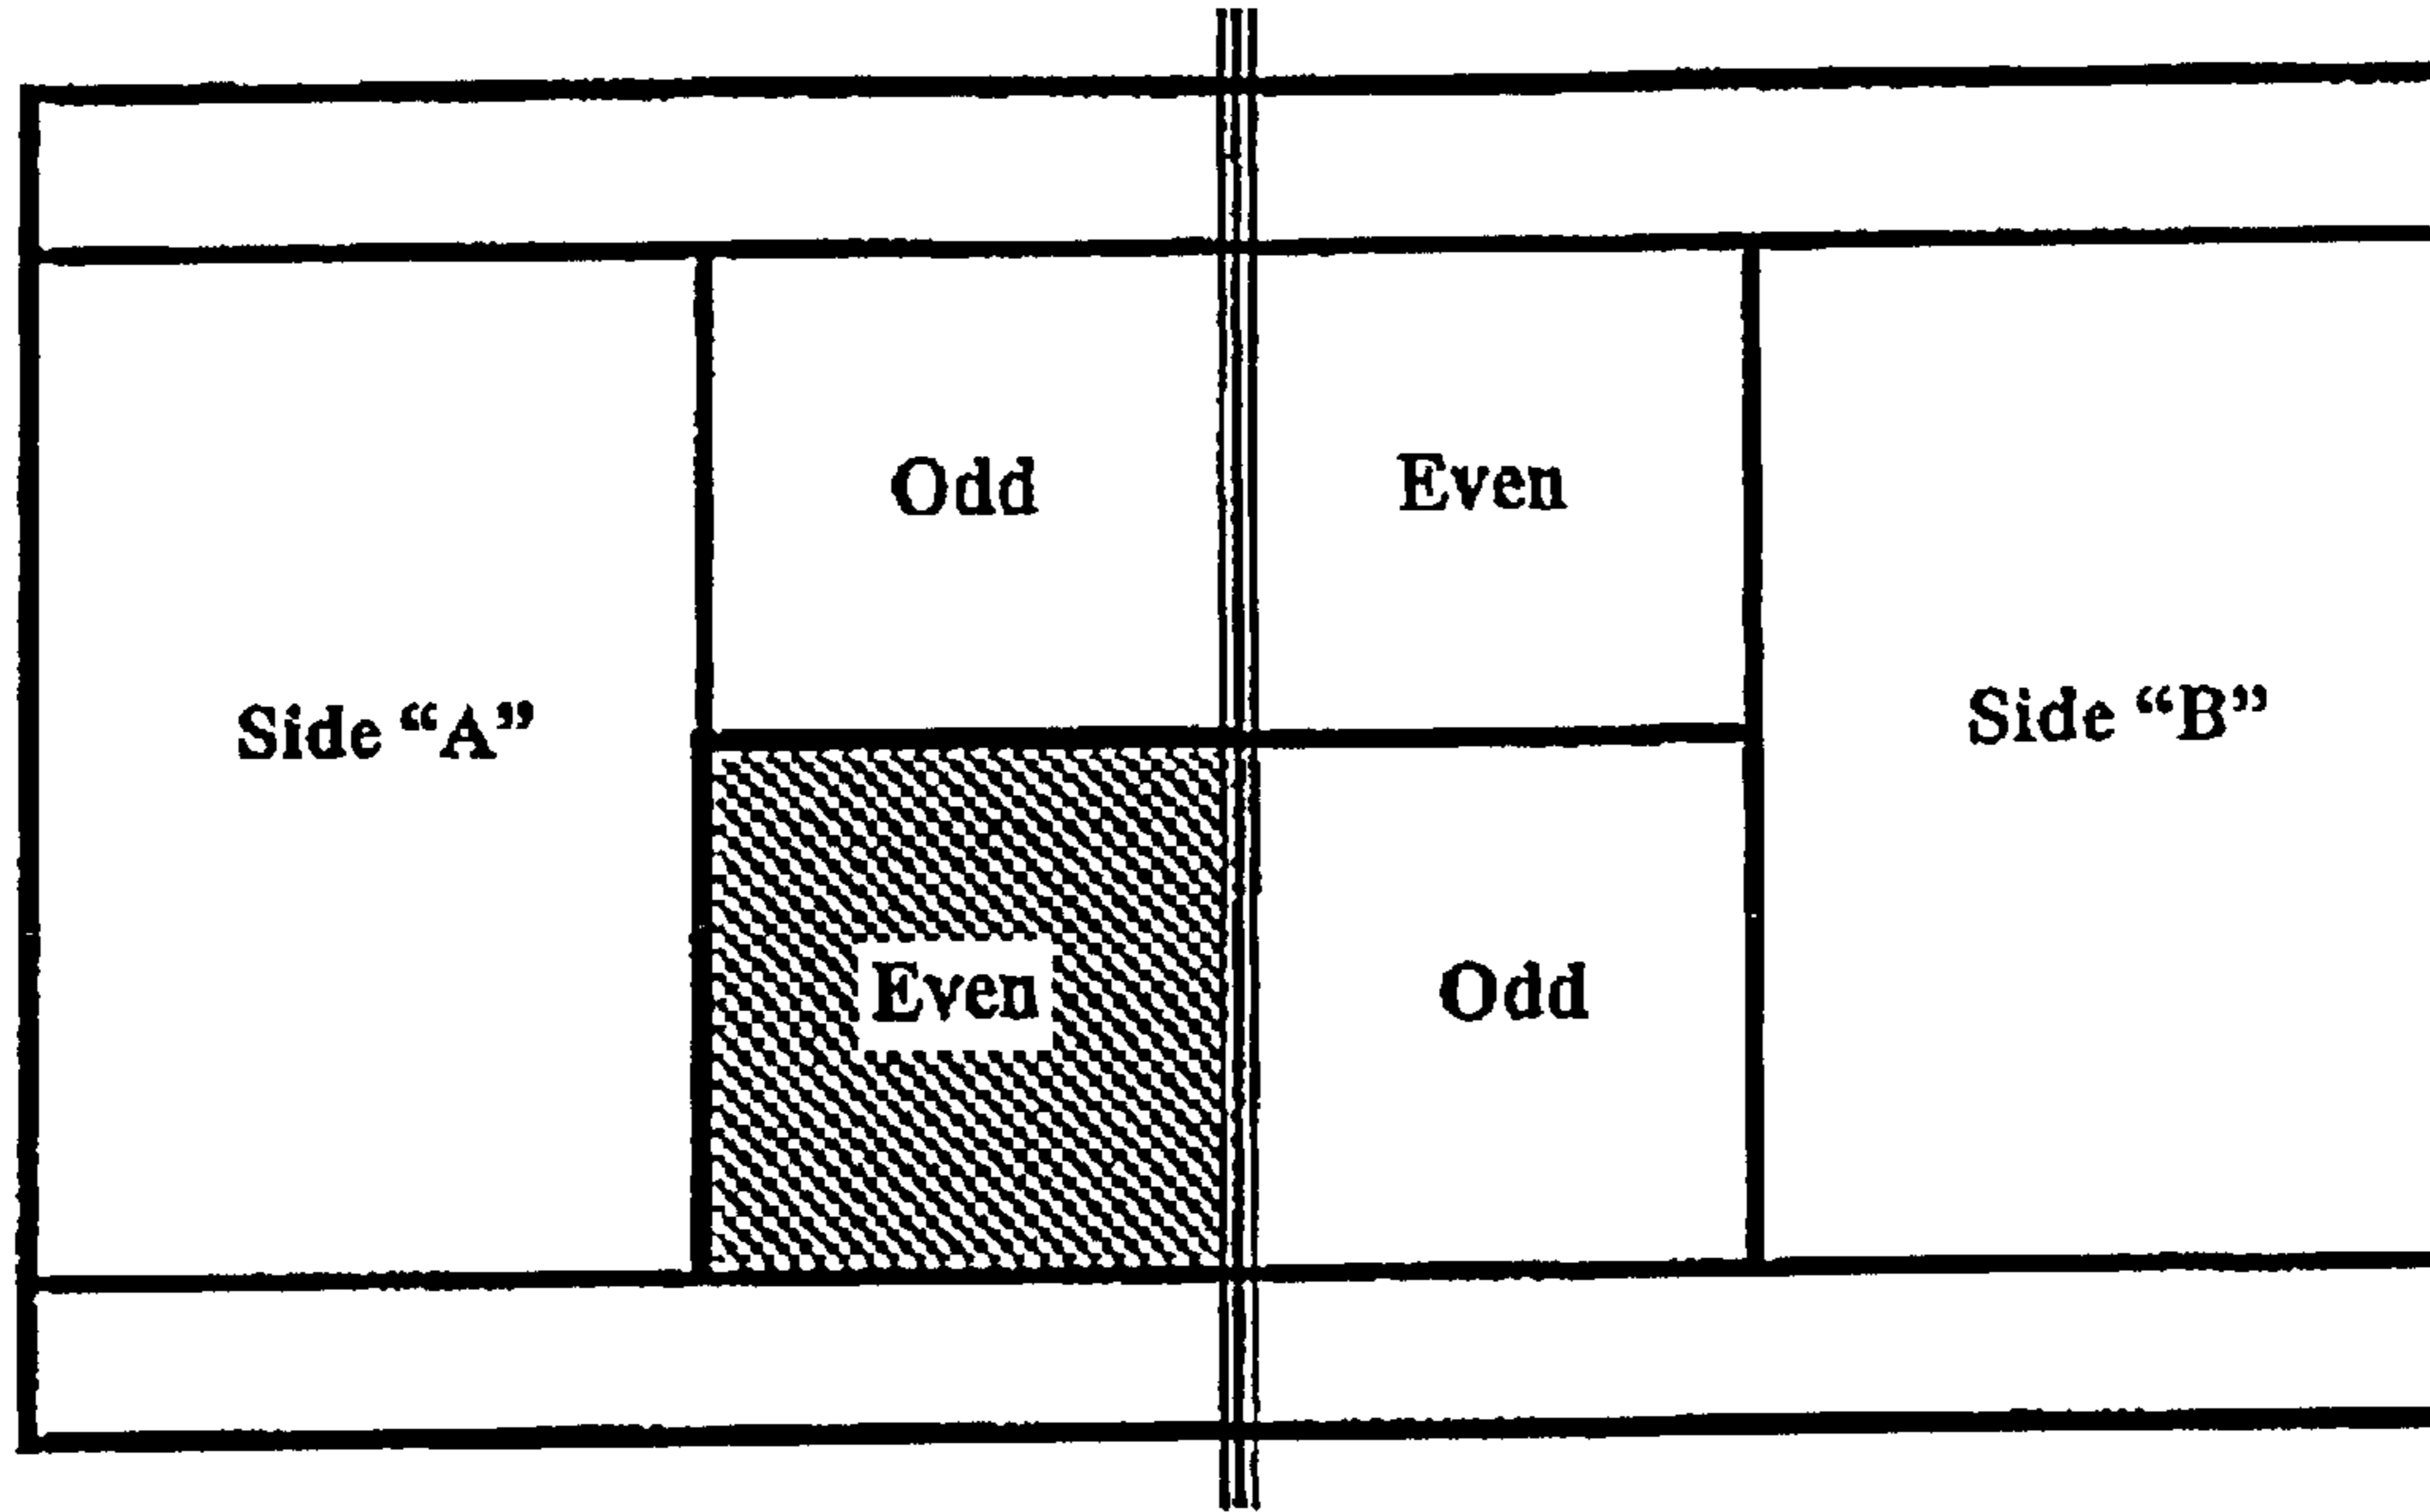 Odd
Even
Side “A”
Side “B”
Even
Odd